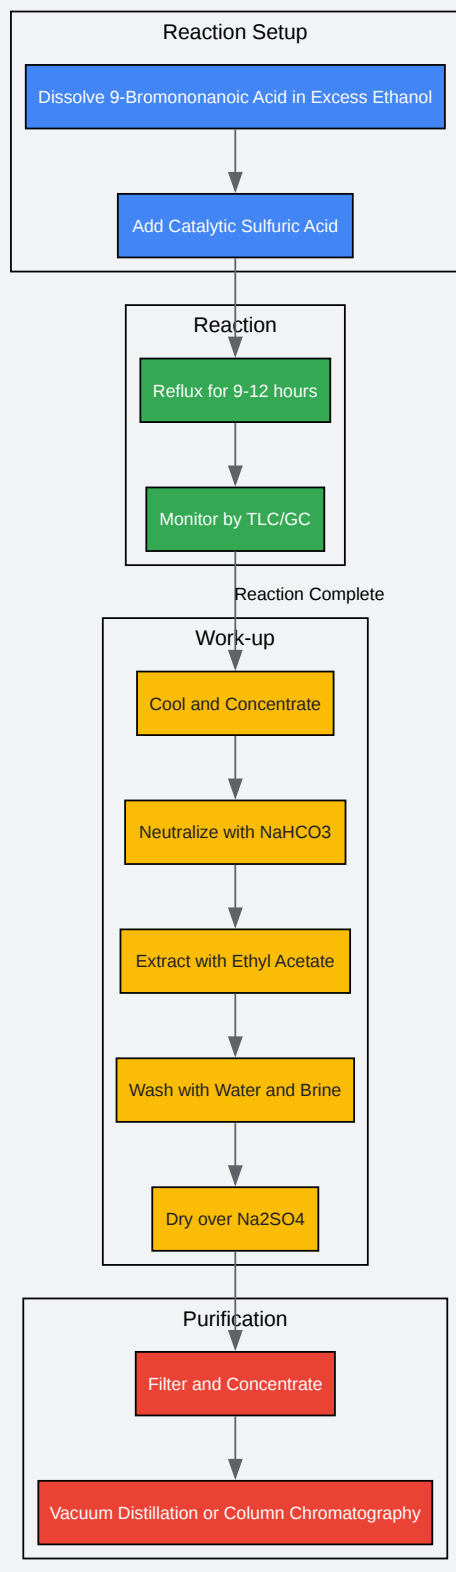 Reaction Setup
Dissolve 9-Bromononanoic Acid in Excess Ethanol
Add Catalytic Sulfuric Acid
Reaction
Reflux for 9-12 hours
Monitor by TLC/GC
Reaction Complete
Work-up
Cool and Concentrate
Neutralize with NaHCO3
Extract with Ethyl Acetate
Wash with Water and Brine
Dry over Na2SO4
Purification
Filter and Concentrate
Vacuum Distillation or Column Chromatography